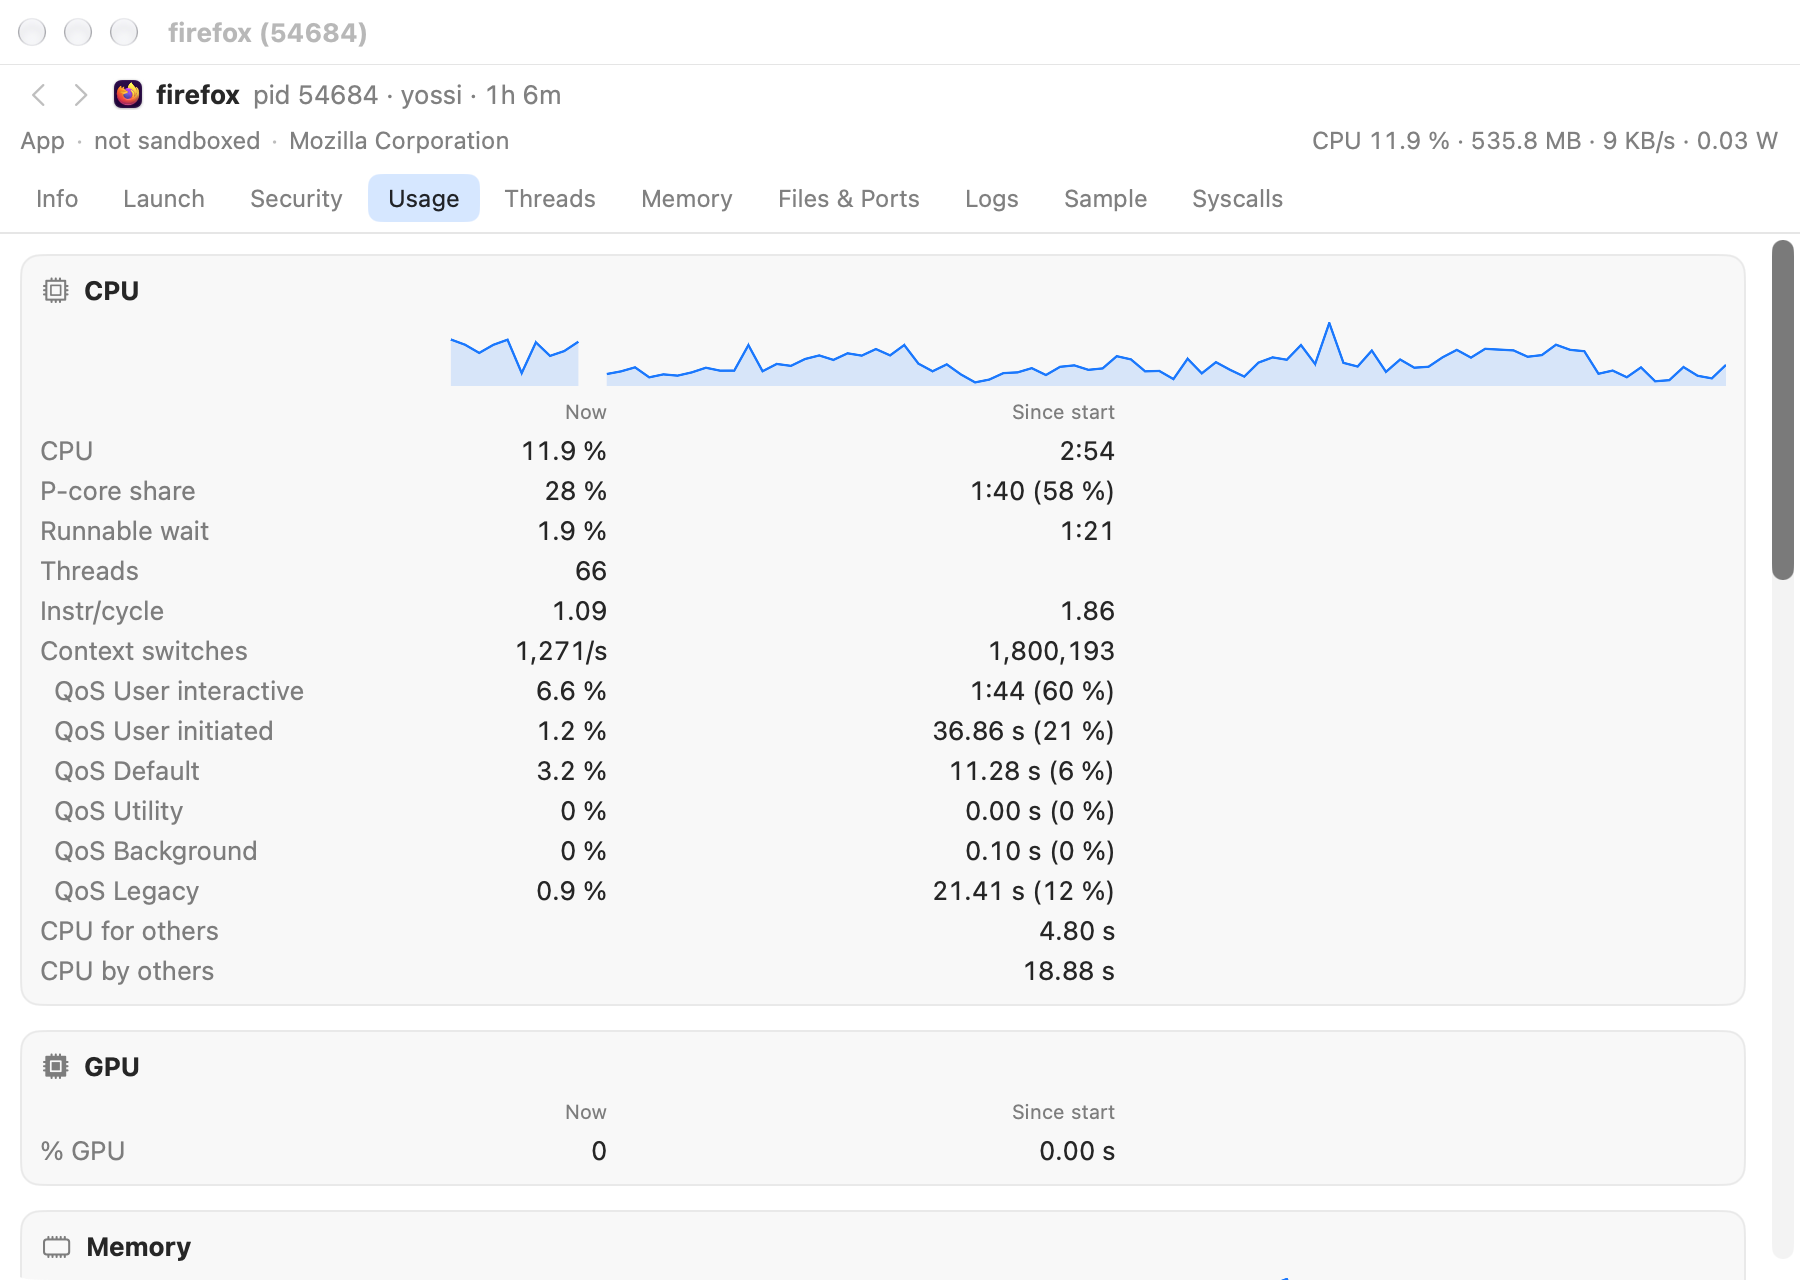 firefox (54684)
firefox pid 54684 · yossi · 1h 6m
App · not sandboxed · Mozilla Corporation CPU 11.9 % · 535.8 MB · 9 KB/s · 0.03 W
Info Launch Security Usage Threads Memory Files & Ports Logs Sample Syscalls
CPU
Now Since start
CPU 11.9 % 2:54
P-core share 28 % 1:40 (58 %)
Runnable wait 1.9 % 1:21
Threads 66
Instr/cycle 1.09 1.86
Context switches 1,271/s 1,800,193
QoS User interactive 6.6 % 1:44 (60 %)
QoS User initiated 1.2 % 36.86 s (21 %)
QoS Default 3.2 % 11.28 s (6 %)
QoS Utility 0 % 0.00 s (0 %)
QoS Background 0 % 0.10 s (0 %)
QoS Legacy 0.9 % 21.41 s (12 %)
CPU for others 4.80 s
CPU by others 18.88 s
GPU
Now Since start
% GPU 0 0.00 s
Memory